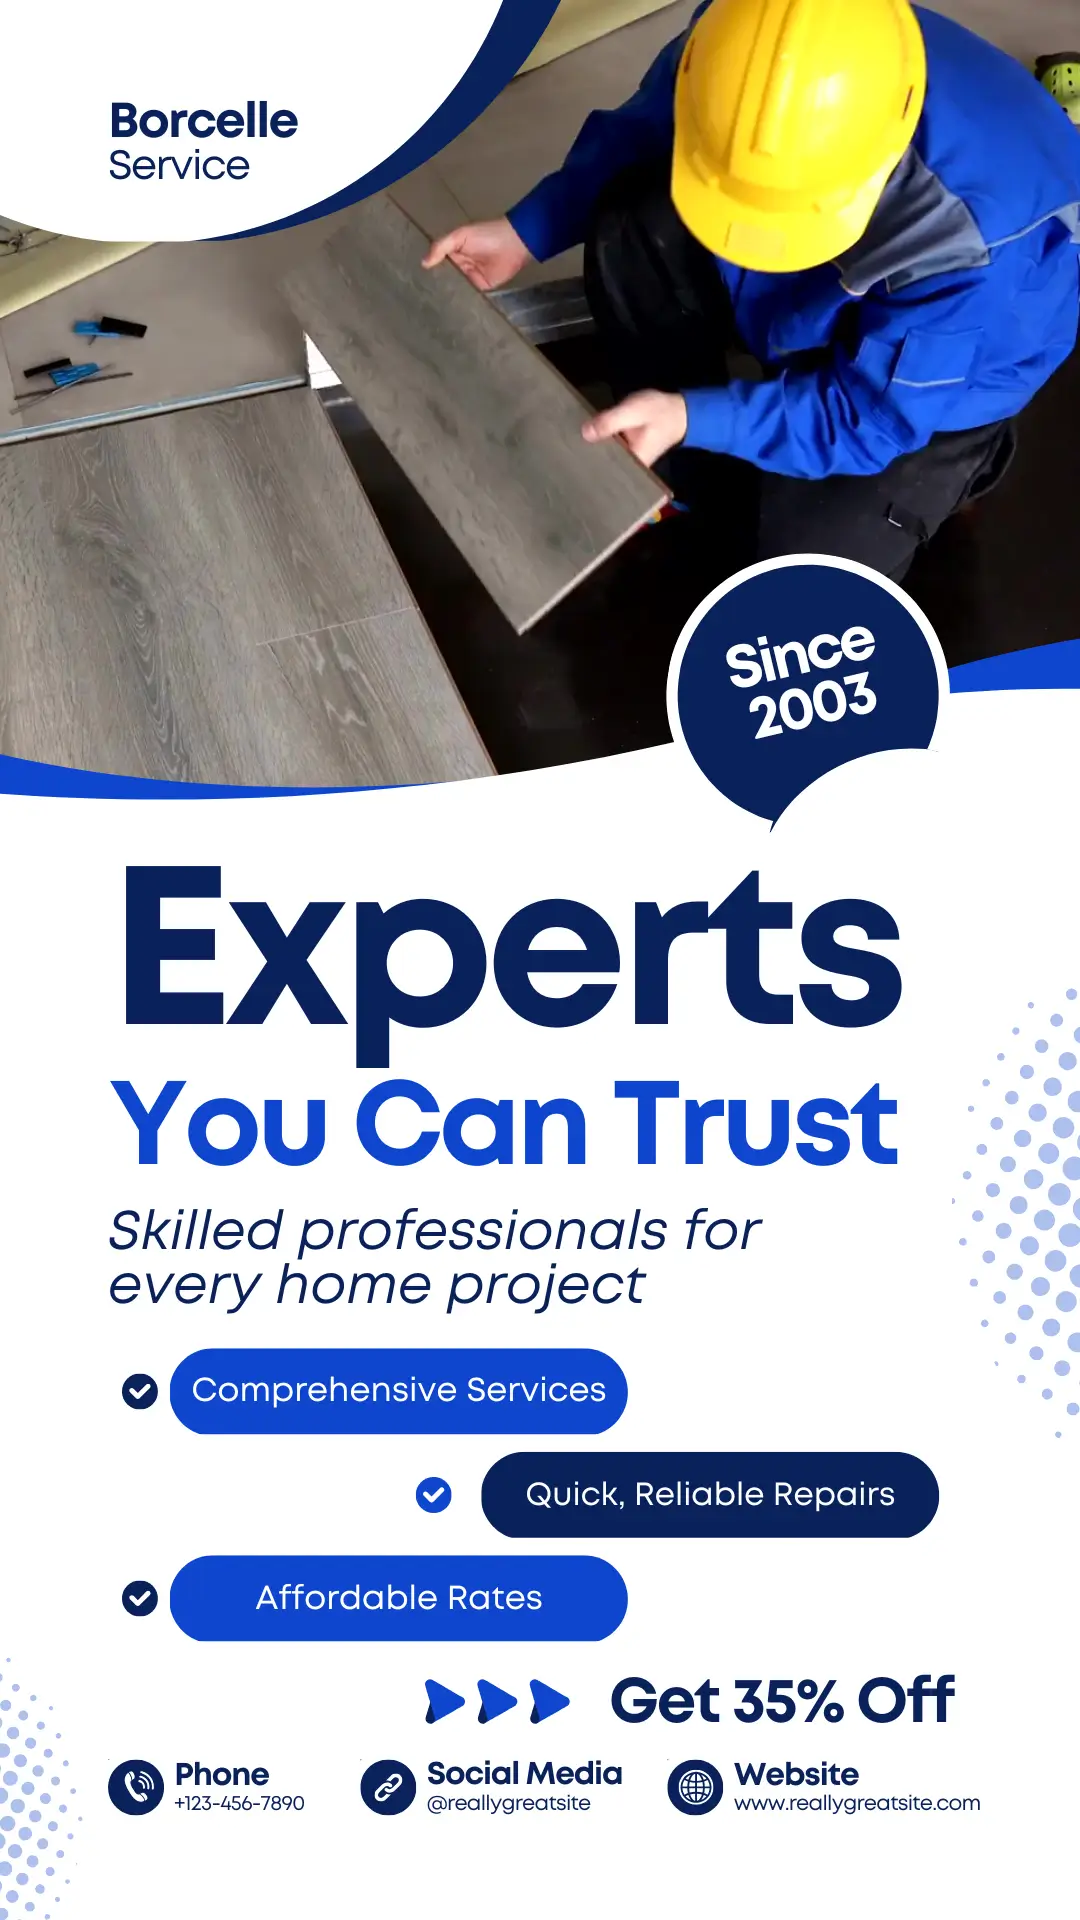 Borcelle
Service
Since
2003
Experts
You Can Trust
Skilled professionals for
every home project
Comprehensive Services
Quick, Reliable Repairs
Affordable Rates
Get 35% Off
Phone
+123-456-7890
Social Media
@reallygreatsite
Website
www.reallygreatsite.com